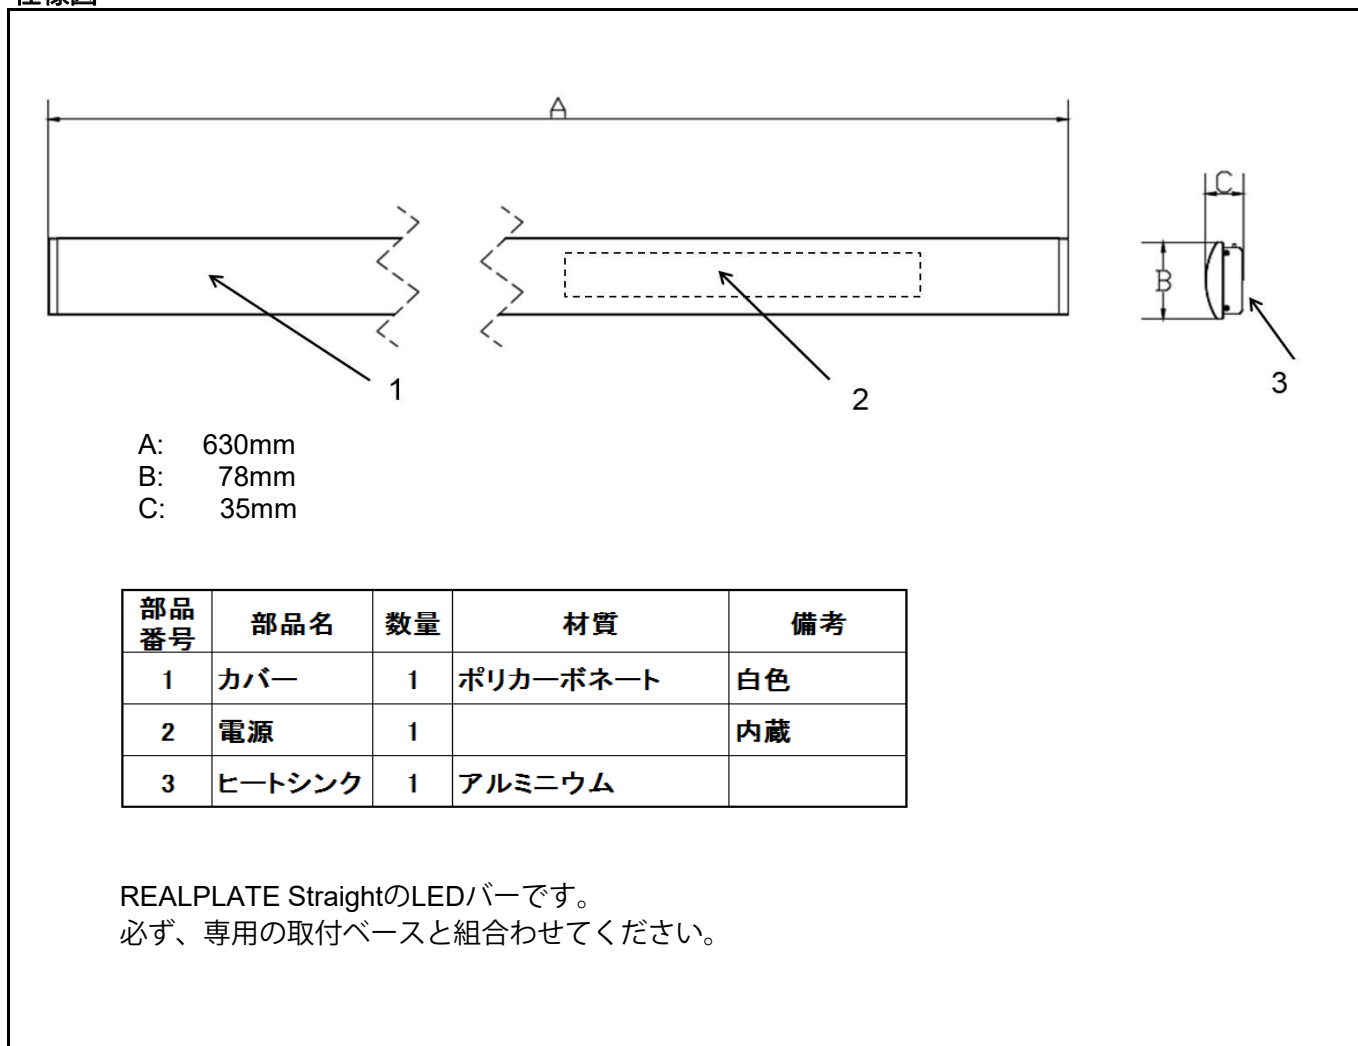 仕様図
A
C
B
1
2
3
A: 630mm
B: 78mm
C: 35mm
部品番号 部品名 数量 材質 備考
1 カバー 1 ポリカーボネート 白色
2 電源 1 内蔵
3 ヒートシンク 1 アルミニウム
REALPLATE StraightのLEDバーです。
必ず、専用の取付ベースと組合わせてください。